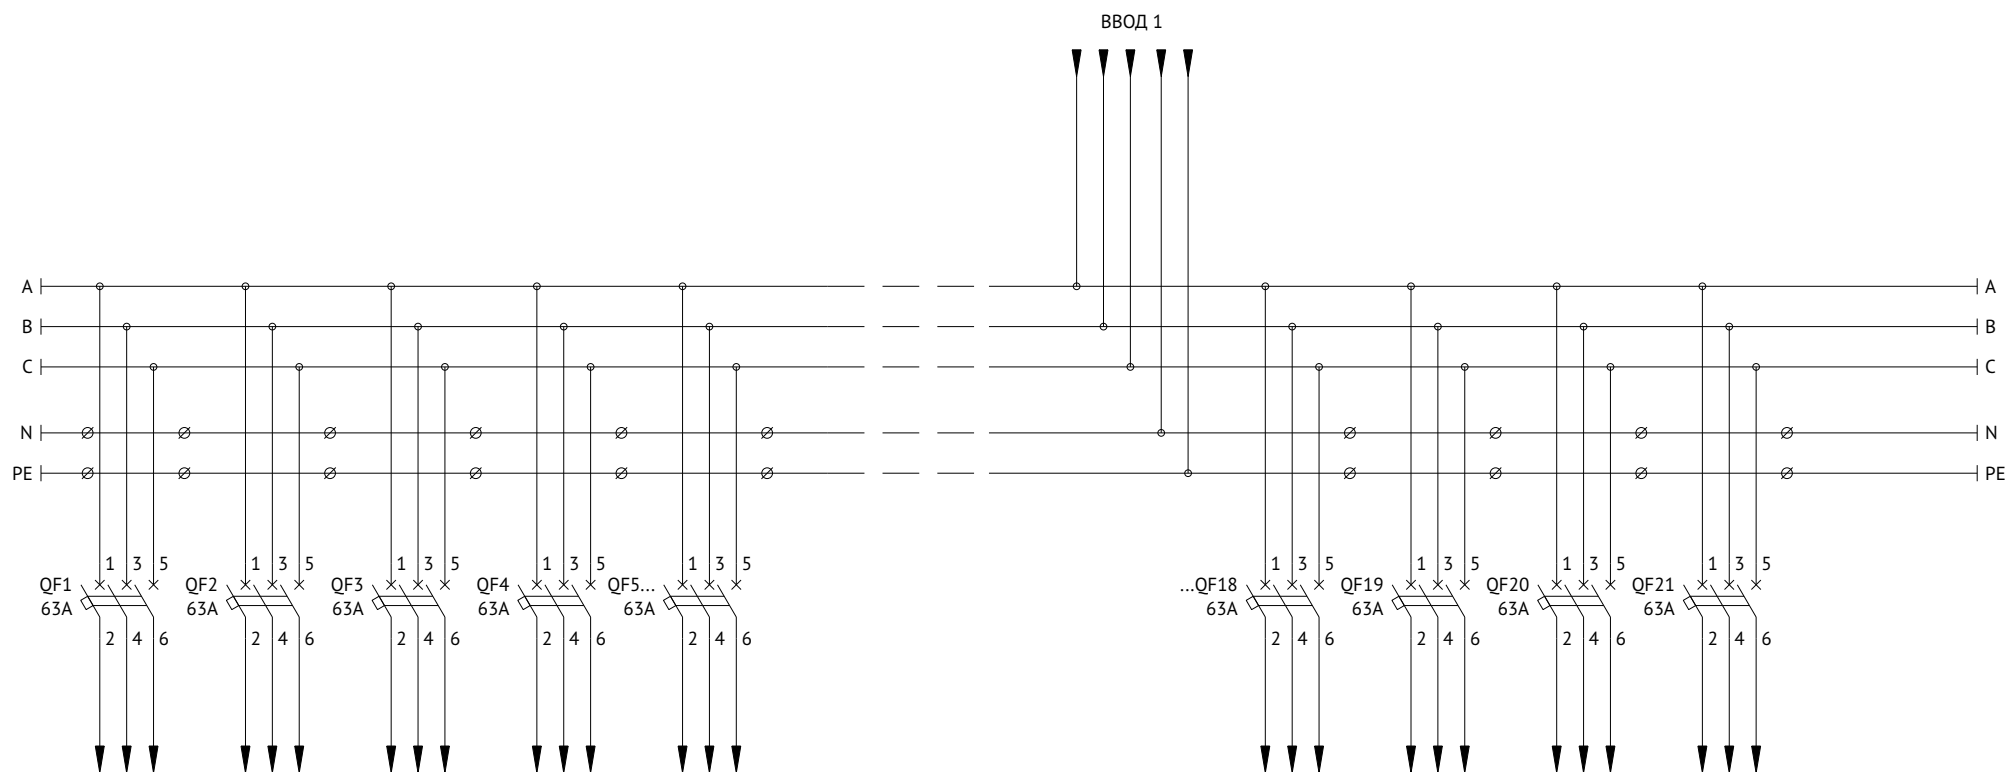 ВВОД 1
A A
B B
C C
N N
PE PE
1 3 5 1 3 5 1 3 5 1 3 5 1 3 5 1 3 5 1 3 5 1 3 5 1 3 5
QF1 QF2 QF3 QF4 QF5... ...QF18 QF19 QF20 QF21
63A 63A 63A 63A 63A 63A 63A 63A 63A
2 4 6 2 4 6 2 4 6 2 4 6 2 4 6 2 4 6 2 4 6 2 4 6 2 4 6